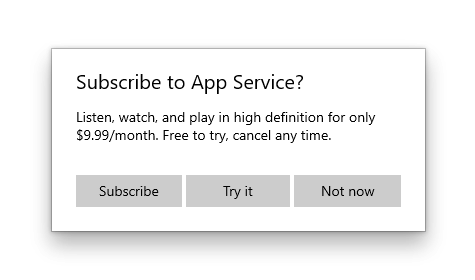 Subscribe to App Service?
Listen, watch, and play in high definition for only
$9.99/month. Free to try, cancel any time.
Subscribe Try it Not now